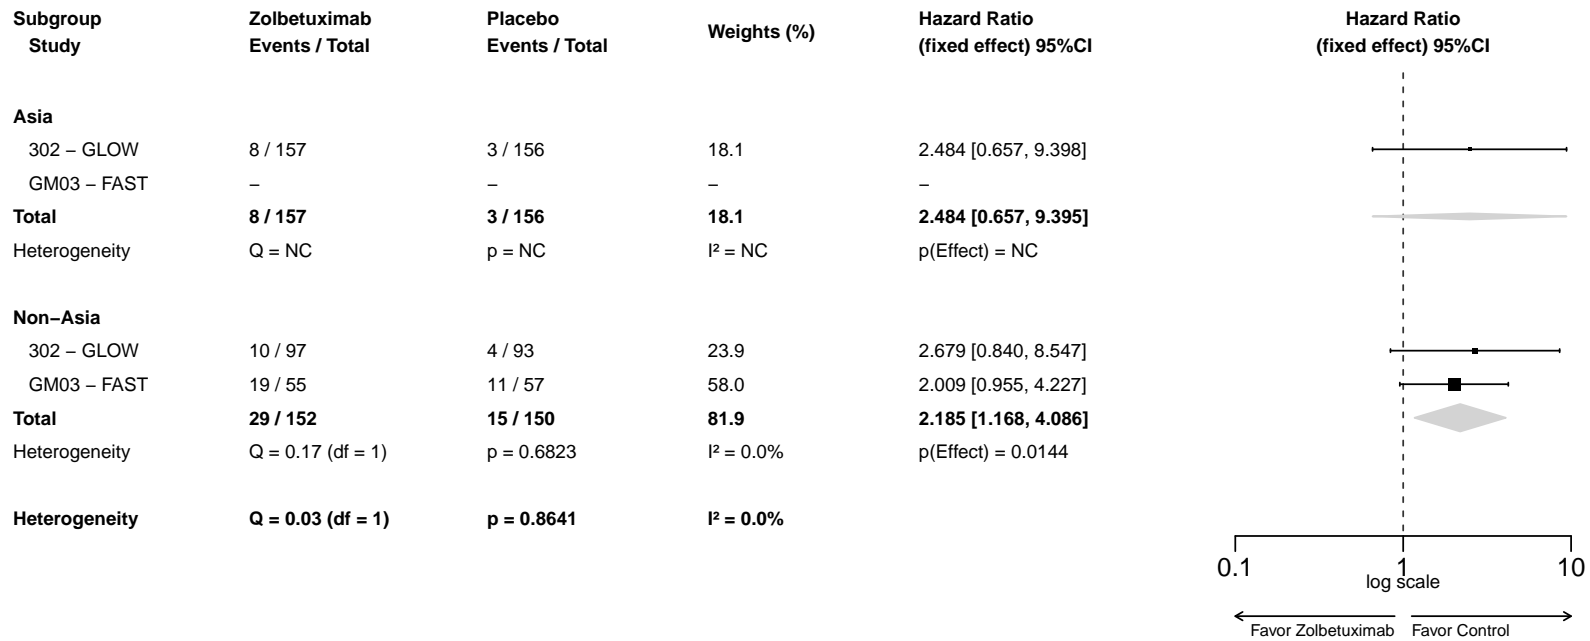 Subgroup Zolbetuximab Placebo Weights (%) Hazard Ratio Hazard Ratio
Study Events / Total Events / Total (fixed effect) 95%CI (fixed effect) 95%CI
Asia
302 − GLOW 8 / 157 3 / 156 18.1 2.484 [0.657, 9.398]
GM03 − FAST − − − −
Total 8 / 157 3 / 156 18.1 2.484 [0.657, 9.395]
Heterogeneity Q = NC p = NC I² = NC p(Effect) = NC
Non−Asia
302 − GLOW 10 / 97 4 / 93 23.9 2.679 [0.840, 8.547]
GM03 − FAST 19 / 55 11 / 57 58.0 2.009 [0.955, 4.227]
Total 29 / 152 15 / 150 81.9 2.185 [1.168, 4.086]
Heterogeneity Q = 0.17 (df = 1) p = 0.6823 I² = 0.0% p(Effect) = 0.0144
Heterogeneity Q = 0.03 (df = 1) p = 0.8641 I² = 0.0%
0.1 1 10
log scale
Favor Zolbetuximab Favor Control